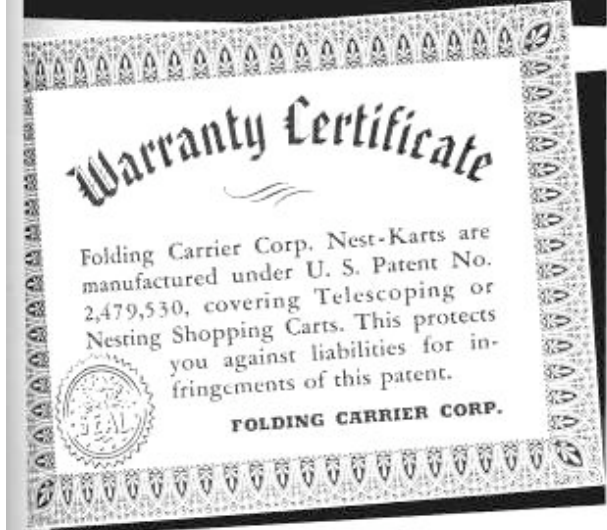 Warranty Certificate
Folding Carrier Corp. Nest-Karts are
manufactured under U. S. Patent No.
2,479,530, covering Telescoping or
Nesting Shopping Carts. This protects
you against liabilities for in-
fringements of this patent.
SEAL
FOLDING CARRIER CORP.